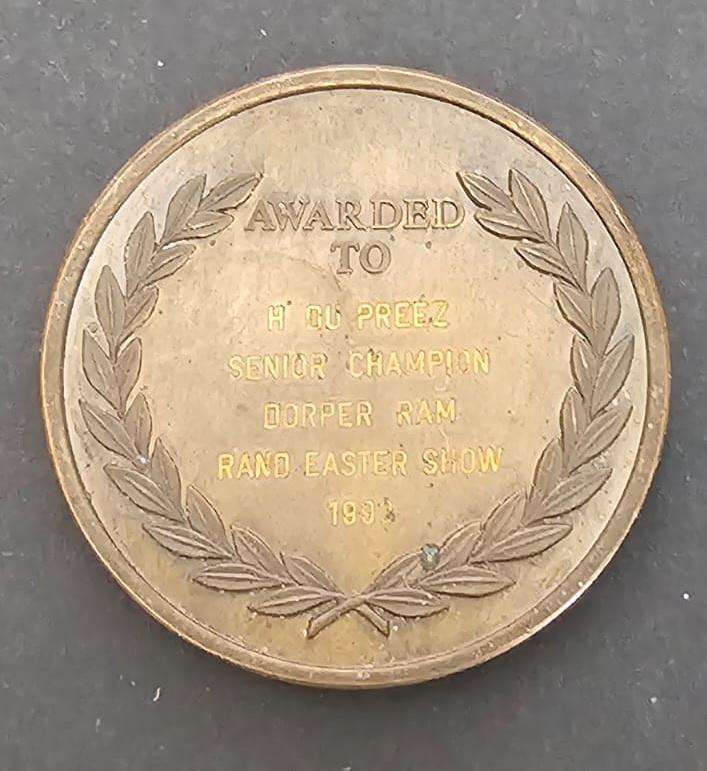 AWARDED
TO
H DU PREEZ
SENIOR CHAMPION
DORPER RAM
RAND EASTER SHOW